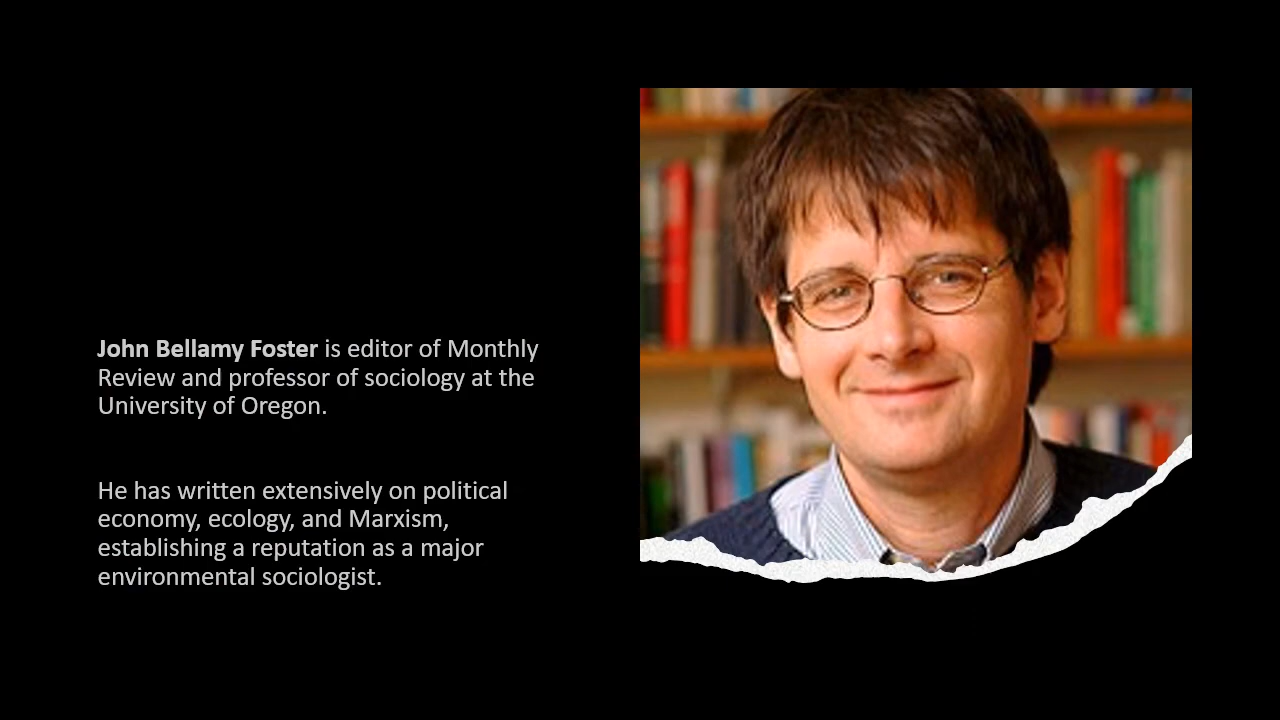 John Bellamy Foster is editor of Monthly
Review and professor of sociology at the
University of Oregon.
He has written extensively on political
economy, ecology, and Marxism,
establishing a reputation as a major
environmental sociologist.